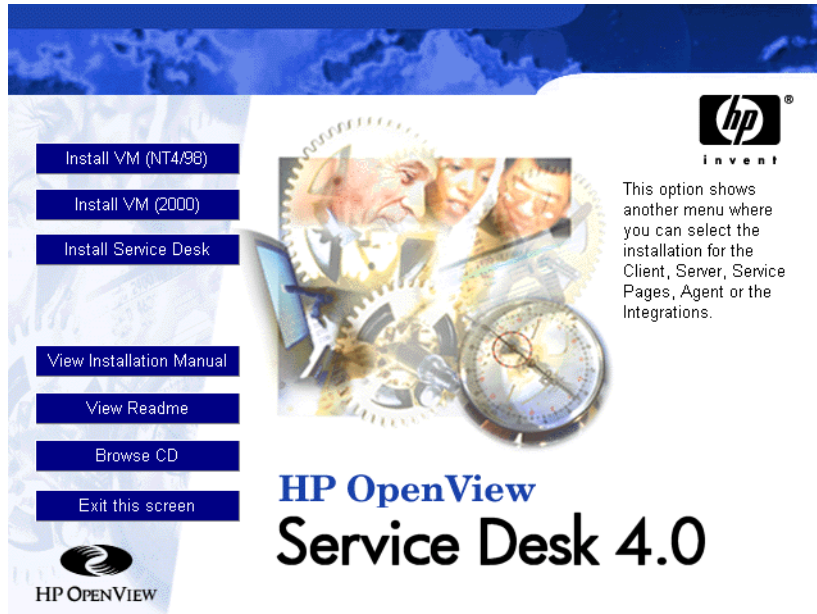 hp
®
invent
Install VM (NT4/98)
Install VM (2000)
Install Service Desk
This option shows
another menu where
you can select the
installation for the
Client, Server, Service
Pages, Agent or the
Integrations.
View Installation Manual
View Readme
Browse CD
Exit this screen
HP OpenView
Service Desk 4.0
HP OPENVIEW